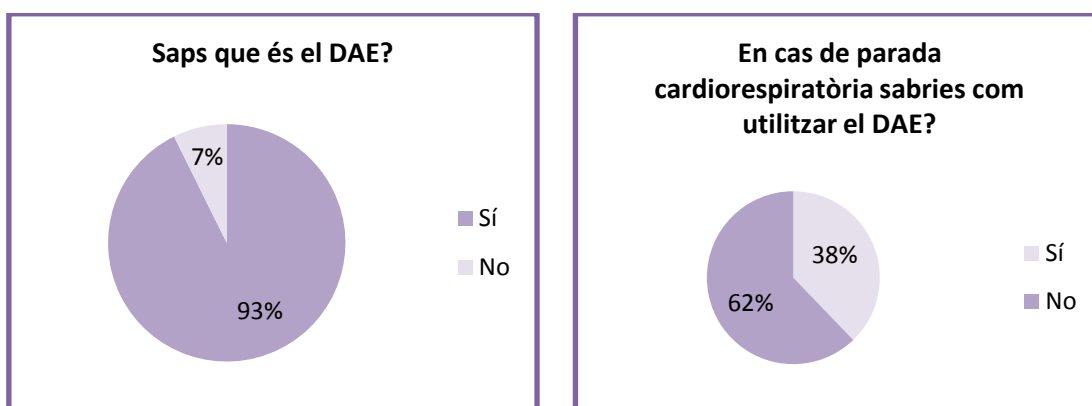 Saps que és el DAE?
7%
93%
Sí
No
En cas de parada
cardiorespiratòria sabries com
utilitzar el DAE?
38%
62%
Sí
No